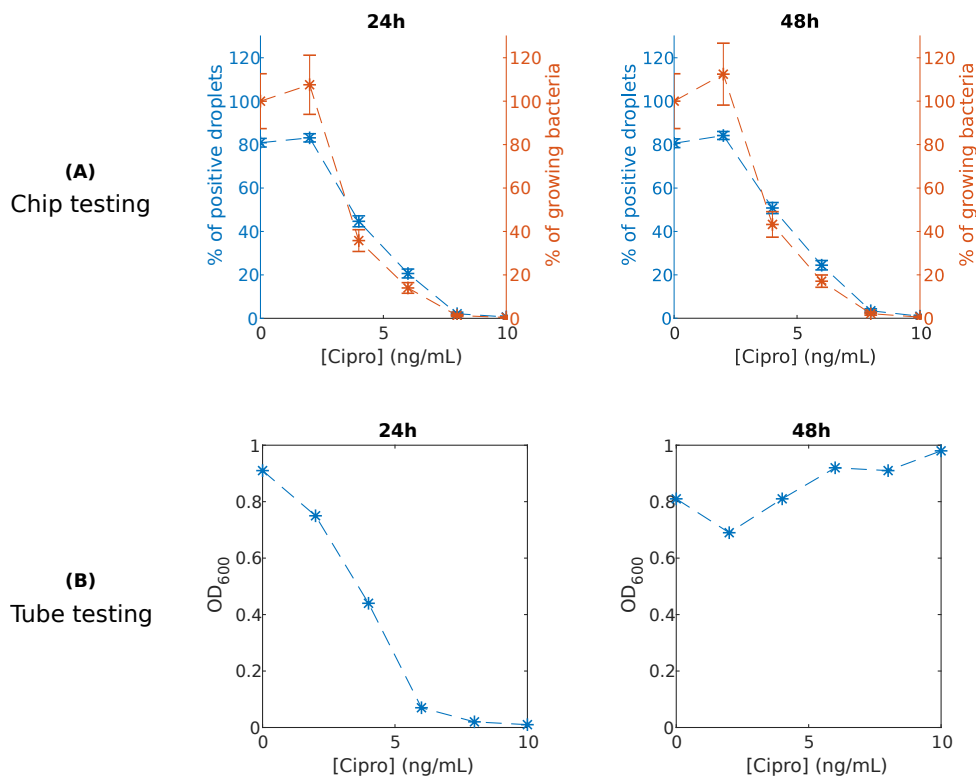 24h
48h
120
100
80
60
40
20
0
% of positive droplets
120
100
80
60
40
20
0
% of growing bacteria
120
100
80
60
40
20
0
% of positive droplets
120
100
80
60
40
20
0
% of growing bacteria
(A)
Chip testing
0 5 10
[Cipro] (ng/mL)
0 5 10
[Cipro] (ng/mL)
24h
48h
1
0.8
0.6
0.4
0.2
0
OD600
1
0.8
0.6
0.4
0.2
0
OD600
(B)
Tube testing
0 5 10
[Cipro] (ng/mL)
0 5 10
[Cipro] (ng/mL)